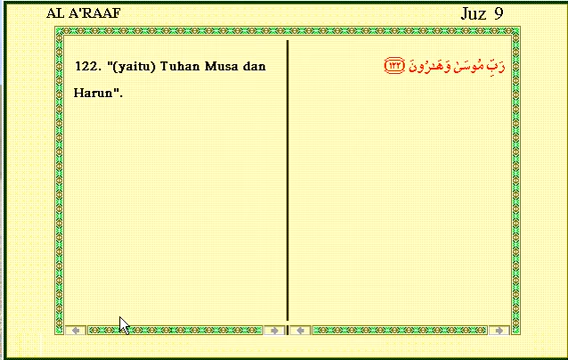 AL A'RAAF
Juz 9
122. "(yaitu) Tuhan Musa dan
Harun".
رَبِّ مُوسَىٰ وَهَـٰرُونَ ﴿١٢٢﴾